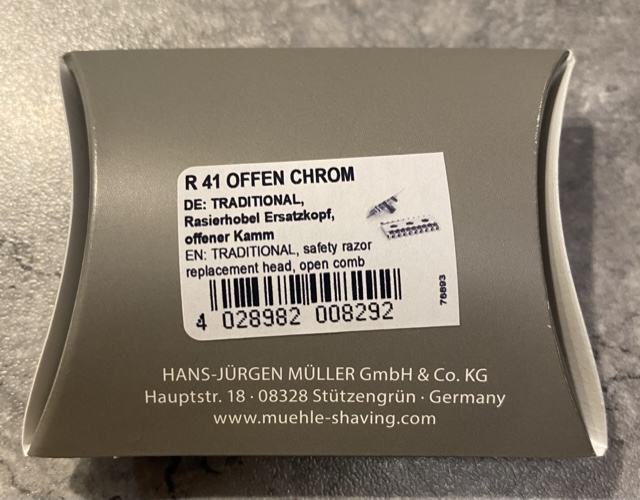 R 41 OFFEN CHROM
DE: TRADITIONAL,
Rasierhobel Ersatzkopf,
offener Kamm
EN: TRADITIONAL, safety razor
replacement head, open comb
76893
4 028982 008292
HANS-JÜRGEN MÜLLER GmbH & Co. KG
Hauptstr. 18 · 08328 Stützengrün · Germany
www.muehle-shaving.com